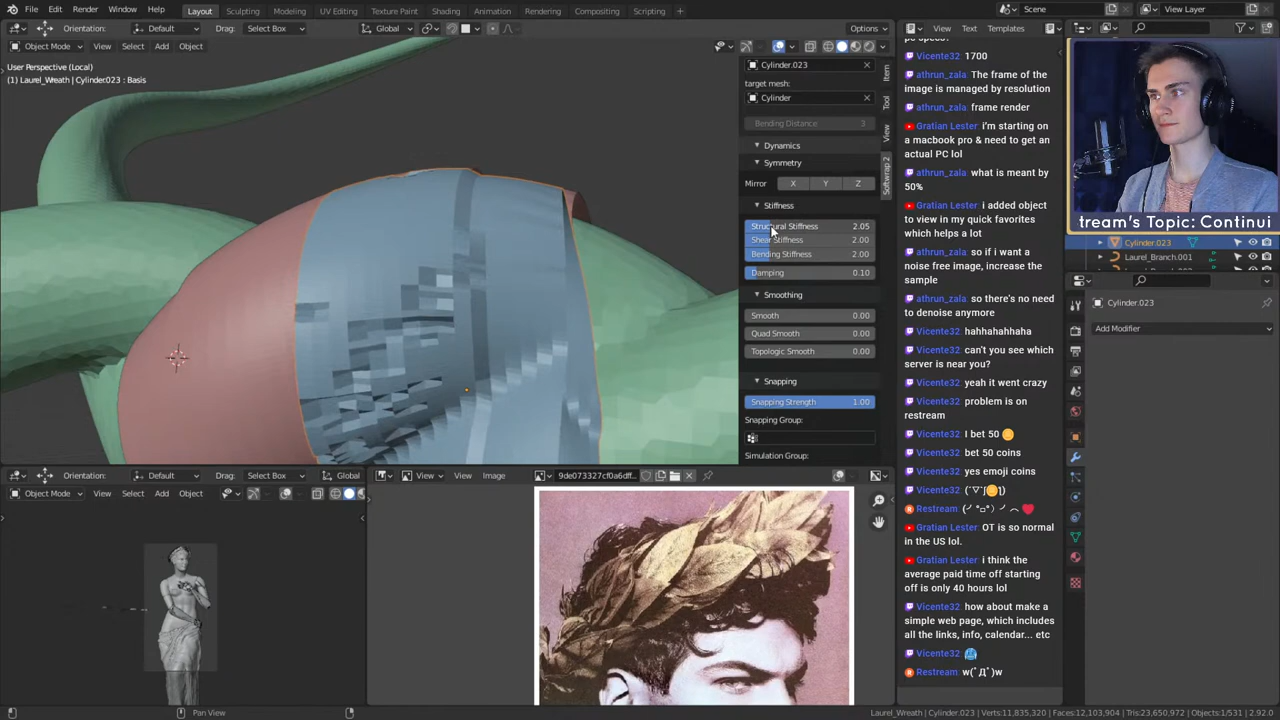 File Edit Render Window Help Layout Sculpting Modeling UV Editing Texture Paint Shading Animation Rendering Compositing Scripting Scene View Layer
Orientation: Default Drag: Select Box Global Options View Text Templates
Object Mode View Select Add Object
User Perspective (Local)
(1) Laurel_Wreath | Cylinder.023 : Basis
Cylinder.023
target mesh:
Cylinder
Bending Distance 3
Dynamics
Symmetry
Mirror X Y Z
Stiffness
Structural Stiffness 2.05
Shear Stiffness 2.00
Bending Stiffness 2.00
Damping 0.10
Smoothing
Smooth 0.00
Quad Smooth 0.00
Topologic Smooth 0.00
Snapping
Snapping Strength 1.00
Snapping Group:
Simulation Group:
Item
Tool
View
Softwrap 2
Vicente32 1700
athrun_zala The frame of the
image is managed by resolution
athrun_zala frame render
Gratian Lester i'm starting on
a macbook pro & need to get an
actual PC lol
athrun_zala what is meant by
50%
Gratian Lester i added object
to view in my quick favorites
which helps a lot
athrun_zala so if i want a
noise free image, increase the
sample
athrun_zala so there's no need
to denoise anymore
Vicente32 hahhahahhaha
Vicente32 can't you see which
server is near you?
Vicente32 yeah it went crazy
Vicente32 problem is on
restream
Vicente32 I bet 50
Vicente32 bet 50 coins
Vicente32 yes emoji coins
Vicente32
Restream
Gratian Lester OT is so normal
in the US lol.
Gratian Lester i think the
average paid time off starting
off is only 40 hours lol
Vicente32 how about make a
simple web page, which includes
all the links, info, calendar... etc
Vicente32
Restream w(ﾟДﾟ)w
tream's Topic: Continui
Cylinder.023
Laurel_Branch.001
Cylinder.023
Add Modifier
Orientation: Default Drag: Select Box Global
Object Mode View Select Add Object
View View Image 9de073327cf0a6dff...
Select Pan View
Laurel_Wreath | Cylinder.023 | Verts:11,835,320 | Faces:12,103,904 | Tris:23,650,972 | Objects:1/531 | 2.92.0